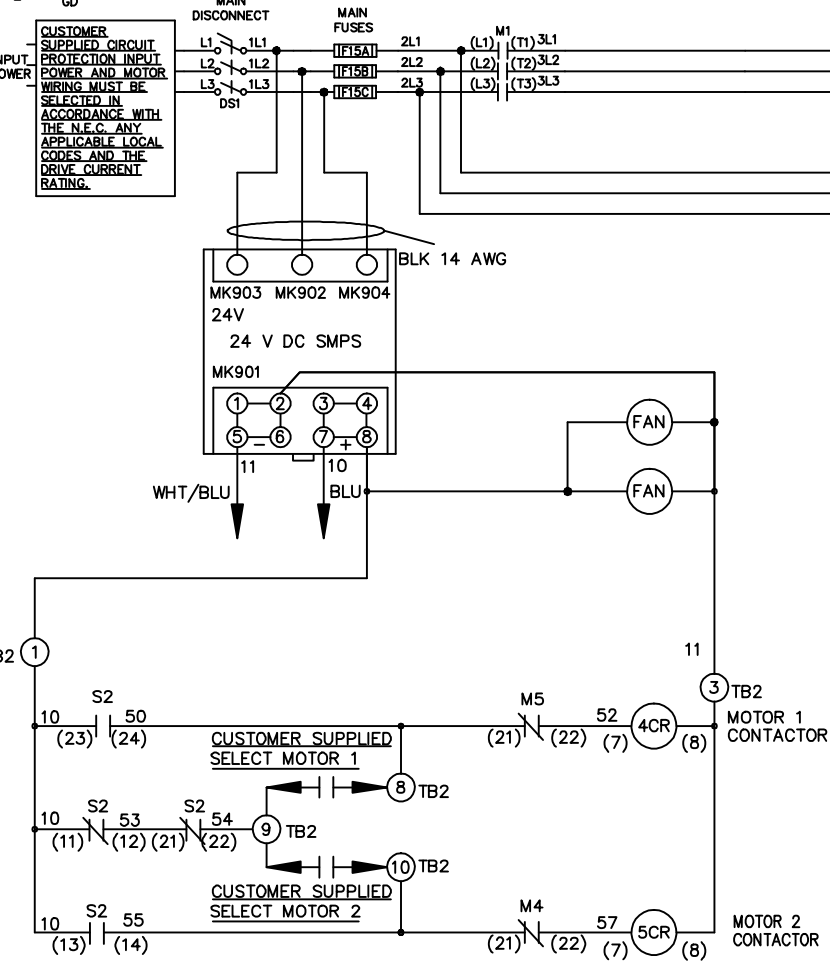 GD
MAIN
DISCONNECT
MAIN
FUSES
M1
CUSTOMER
SUPPLIED CIRCUIT
PROTECTION INPUT
POWER AND MOTOR
WIRING MUST BE
SELECTED IN
ACCORDANCE WITH
THE N.E.C. ANY
APPLICABLE LOCAL
CODES AND THE
DRIVE CURRENT
RATING.
L1 1L1 F15A 2L1 (L1) (T1) 3L1
L2 1L2 F15B 2L2 (L2) (T2) 3L2
L3 1L3 F15C 2L3 (L3) (T3) 3L3
DS1
BLK 14 AWG
MK903 MK902 MK904
24V
24 V DC SMPS
MK901
1 2 3 4
5 − 6 7 + 8
11 10
WHT/BLU BLU
FAN
FAN
1
11
3 TB2
S2 M5
10 50 52 4CR MOTOR 1
CONTACTOR
(23) (24) (21) (22) (7) (8)
CUSTOMER SUPPLIED
SELECT MOTOR 1
8 TB2
S2 S2
10 53 54 9 TB2
(11) (12) (21) (22)
10 TB2
CUSTOMER SUPPLIED
SELECT MOTOR 2
S2 M4
10 55 57 5CR MOTOR 2
CONTACTOR
(13) (14) (21) (22) (7) (8)